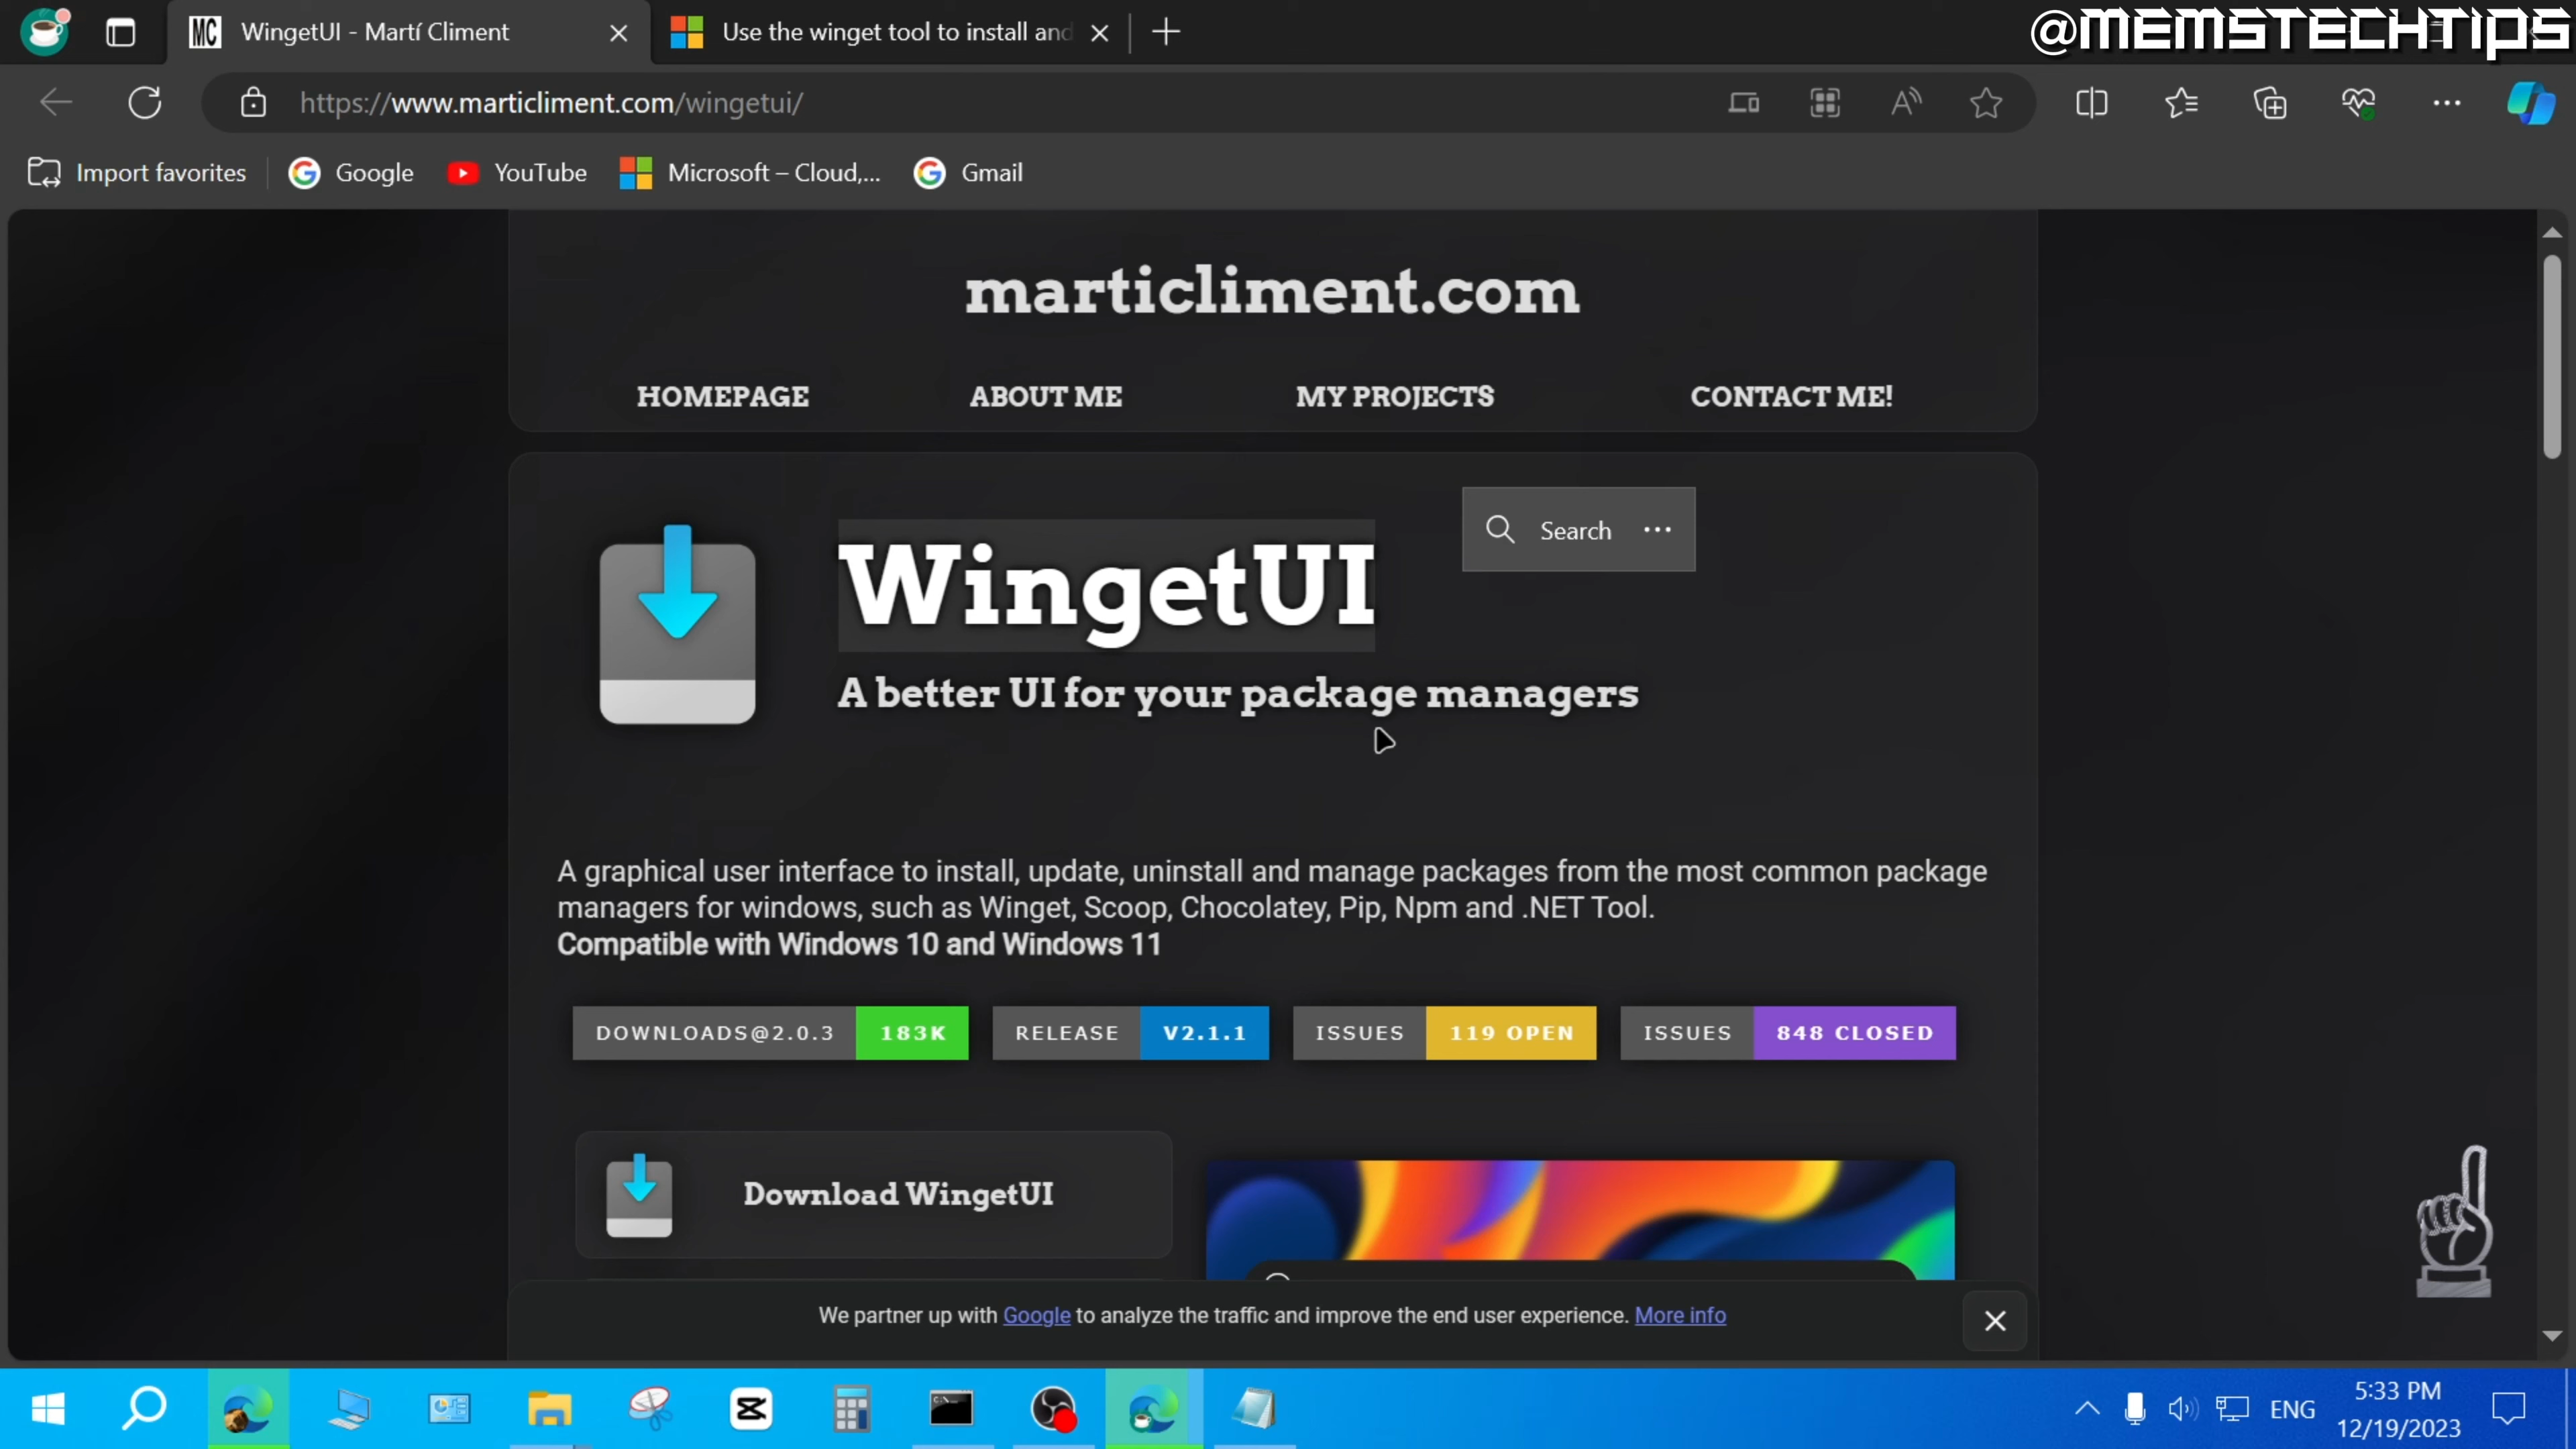 @MEMSTECHTIPS
MC WingetUI - Martí Climent
Use the winget tool to install and
https://www.marticliment.com/wingetui/
Import favorites
Google
YouTube
Microsoft – Cloud,...
Gmail
marticliment.com
HOMEPAGE
ABOUT ME
MY PROJECTS
CONTACT ME!
Search
WingetUI
A better UI for your package managers
A graphical user interface to install, update, uninstall and manage packages from the most common package
managers for windows, such as Winget, Scoop, Chocolatey, Pip, Npm and .NET Tool.
Compatible with Windows 10 and Windows 11
DOWNLOADS@2.0.3 183K
RELEASE V2.1.1
ISSUES 119 OPEN
ISSUES 848 CLOSED
Download WingetUI
We partner up with Google to analyze the traffic and improve the end user experience. More info
ENG
5:33 PM
12/19/2023